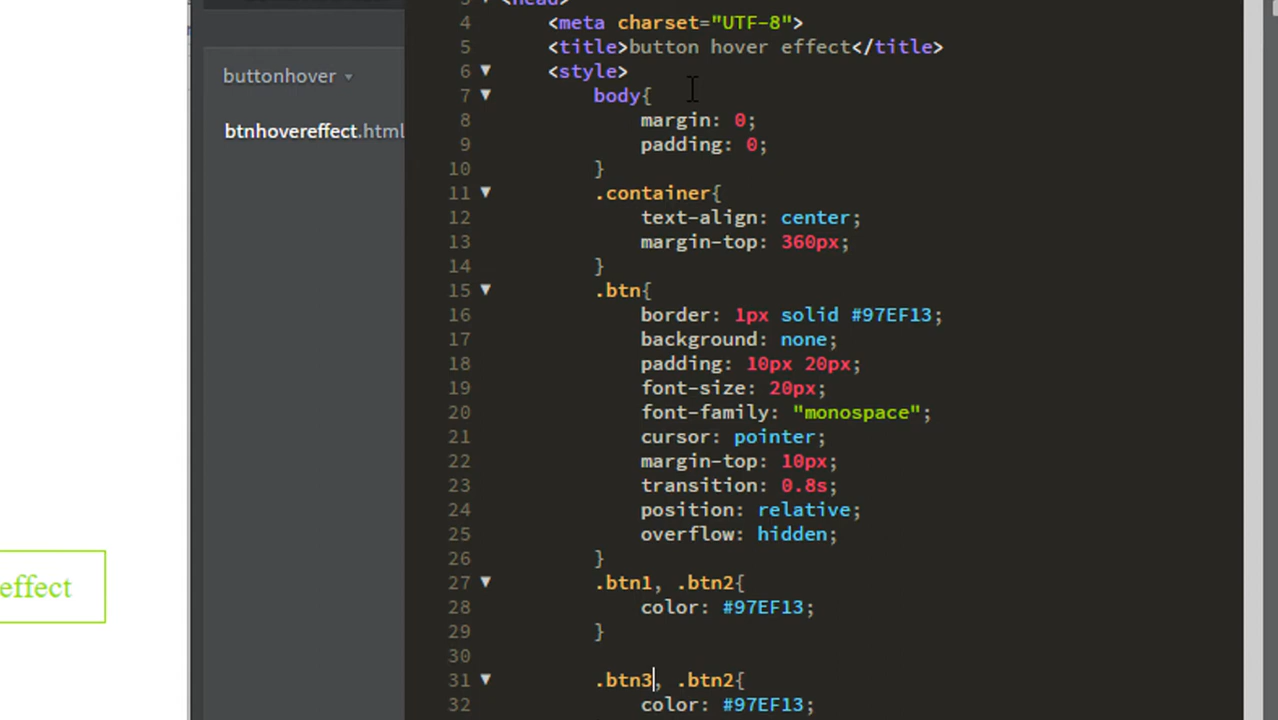 3 <head>
4 <meta charset="UTF-8">
buttonhover
5 <title>button hover effect</title>
6 <style>
7 body{
btnhovereffect.html
8 margin: 0;
9 padding: 0;
10 }
11 .container{
12 text-align: center;
13 margin-top: 360px;
14 }
15 .btn{
16 border: 1px solid #97EF13;
17 background: none;
18 padding: 10px 20px;
19 font-size: 20px;
20 font-family: "monospace";
21 cursor: pointer;
22 margin-top: 10px;
23 transition: 0.8s;
24 position: relative;
25 overflow: hidden;
26 }
effect
27 .btn1, .btn2{
28 color: #97EF13;
29 }
30
31 .btn3, .btn2{
32 color: #97EF13;